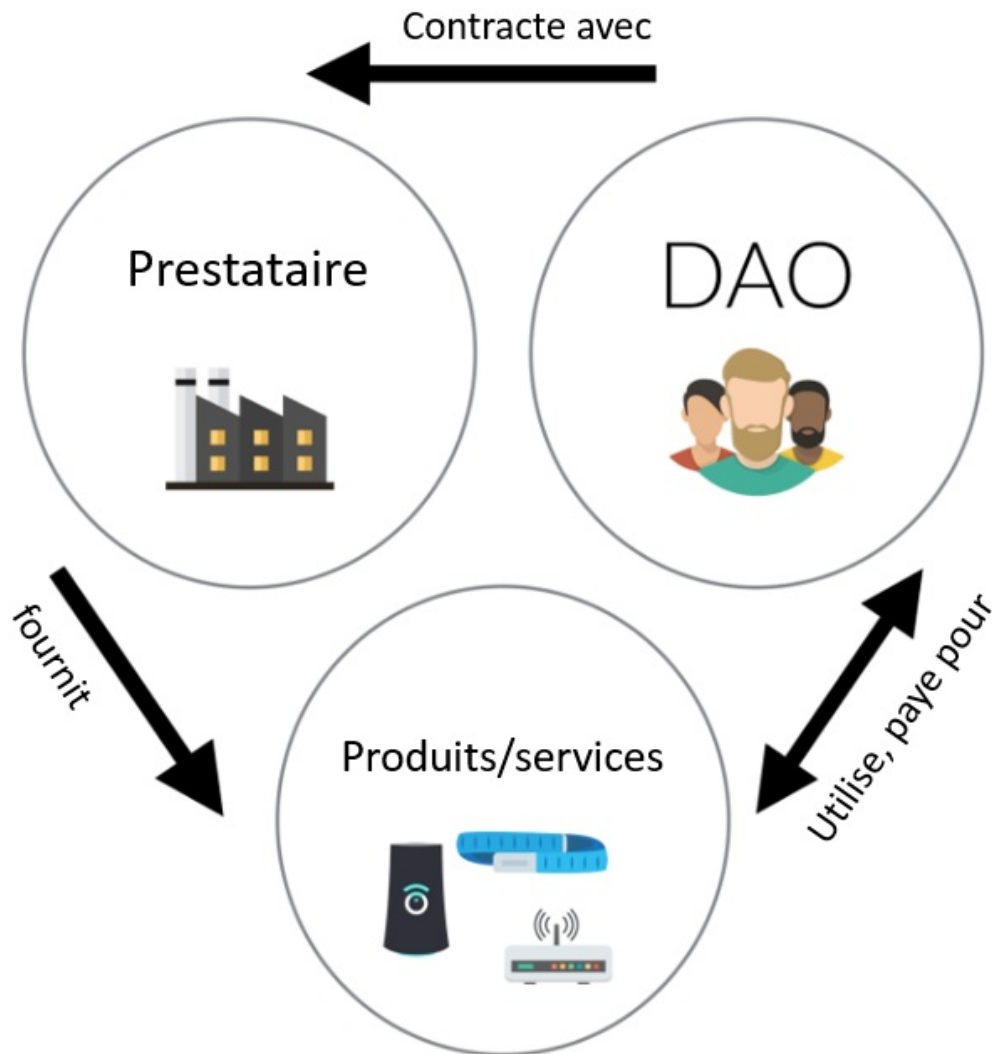 Contracte avec
Prestataire
DAO
fournit
Utilise, paye pour
Produits/services